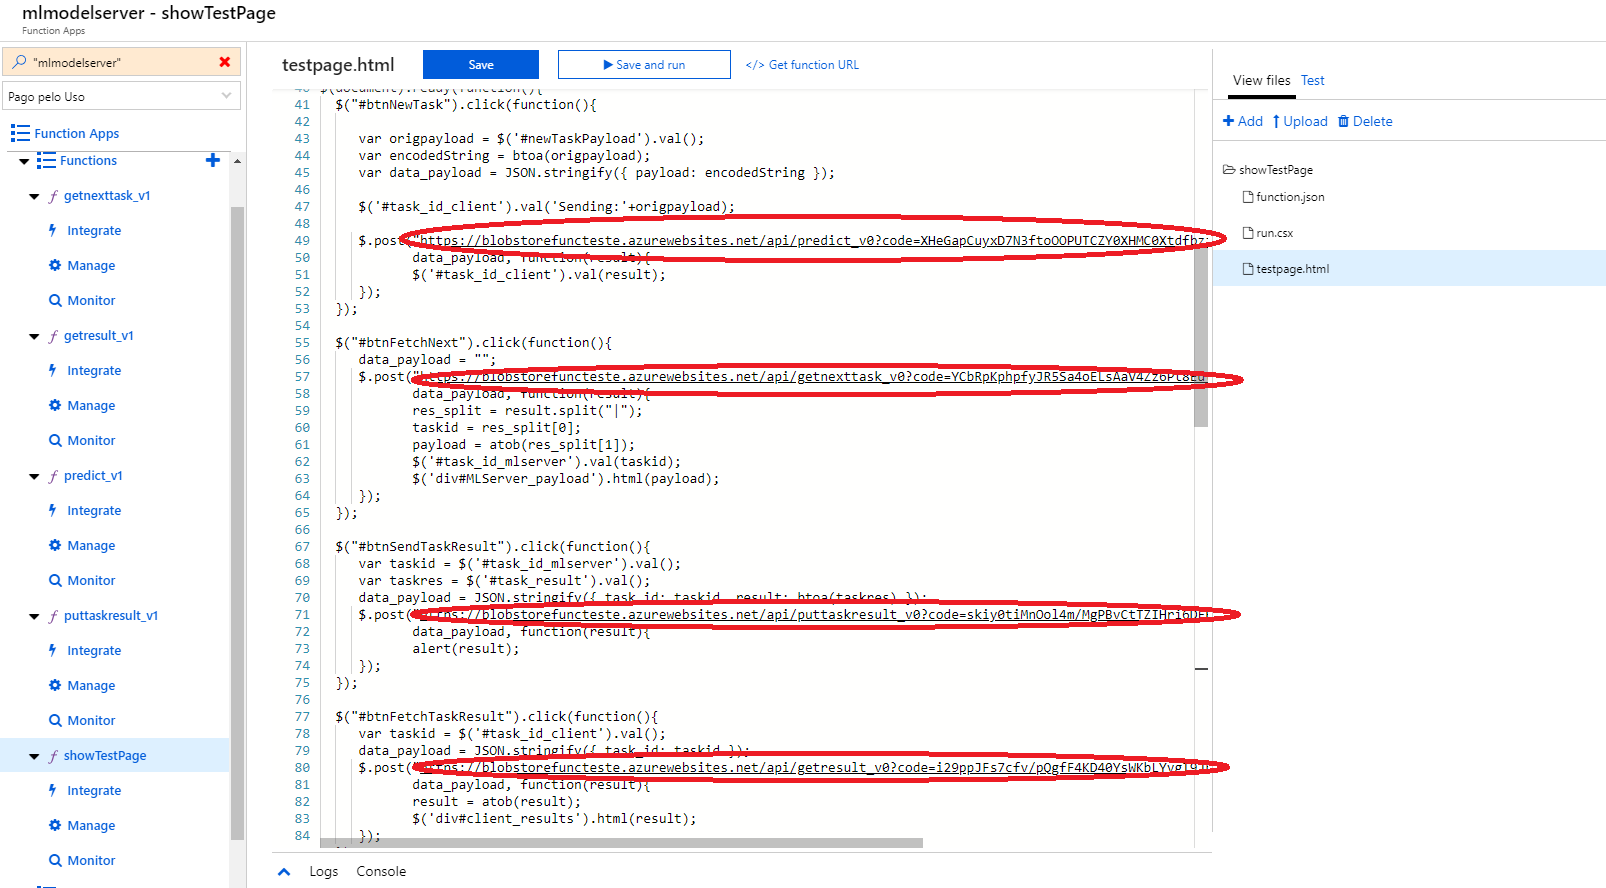 mlmodelserver - showTestPage
Function Apps
"mlmodelserver"
Pago pelo Uso
Function Apps
Functions
getnexttask_v1
Integrate
Manage
Monitor
getresult_v1
Integrate
Manage
Monitor
predict_v1
Integrate
Manage
Monitor
puttaskresult_v1
Integrate
Manage
Monitor
showTestPage
Integrate
Manage
Monitor
testpage.html
Save
Save and run
</> Get function URL
40 $(document).ready(function(){
41 $("#btnNewTask").click(function(){
42
43 var origpayload = $('#newTaskPayload').val();
44 var encodedString = btoa(origpayload);
45 var data_payload = JSON.stringify({ payload: encodedString });
46
47 $('#task_id_client').val('Sending:'+origpayload);
48
49 $.post("https://blobstorefuncteste.azurewebsites.net/api/predict_v0?code=XHeGapCuyxD7N3ftoOOPUTCZY0XHMC0Xtdfbz
50 data_payload, function(result){
51 $('#task_id_client').val(result);
52 });
53 });
54
55 $("#btnFetchNext").click(function(){
56 data_payload = "";
57 $.post("https://blobstorefuncteste.azurewebsites.net/api/getnexttask_v0?code=YCbRpKphpfyJR5Sa4oELsAaV4Zz6Pt8Ed
58 data_payload, function(result){
59 res_split = result.split("|");
60 taskid = res_split[0];
61 payload = atob(res_split[1]);
62 $('#task_id_mlserver').val(taskid);
63 $('div#MLServer_payload').html(payload);
64 });
65 });
66
67 $("#btnSendTaskResult").click(function(){
68 var taskid = $('#task_id_mlserver').val();
69 var taskres = $('#task_result').val();
70 data_payload = JSON.stringify({ task_id: taskid, result: btoa(taskres) });
71 $.post("https://blobstorefuncteste.azurewebsites.net/api/puttaskresult_v0?code=skiy0tiMnOol4m/MgPBvCtTZIHri6DF
72 data_payload, function(result){
73 alert(result);
74 });
75 });
76
77 $("#btnFetchTaskResult").click(function(){
78 var taskid = $('#task_id_client').val();
79 data_payload = JSON.stringify({ task_id: taskid });
80 $.post("https://blobstorefuncteste.azurewebsites.net/api/getresult_v0?code=i29ppJFs7cfv/pQgfF4KD40YsWKbLYvgI9J
81 data_payload, function(result){
82 result = atob(result);
83 $('div#client_results').html(result);
84 });
Logs Console
View files Test
Add Upload Delete
showTestPage
function.json
run.csx
testpage.html